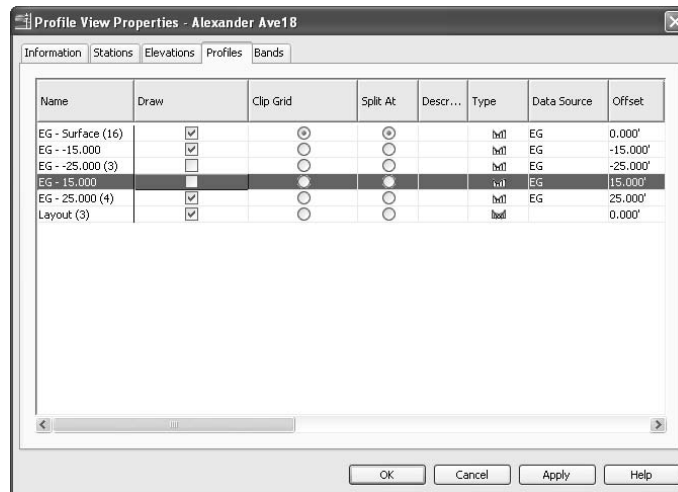 Profile View Properties - Alexander Ave18
Information Stations Elevations Profiles Bands
Name Draw Clip Grid Split At Descr... Type Data Source Offset
EG - Surface (16) EG 0.000'
EG - -15.000 EG -15.000'
EG - -25.000 (3) EG -25.000'
EG - 15.000 EG 15.000'
EG - 25.000 (4) EG 25.000'
Layout (3) 0.000'
OK Cancel Apply Help